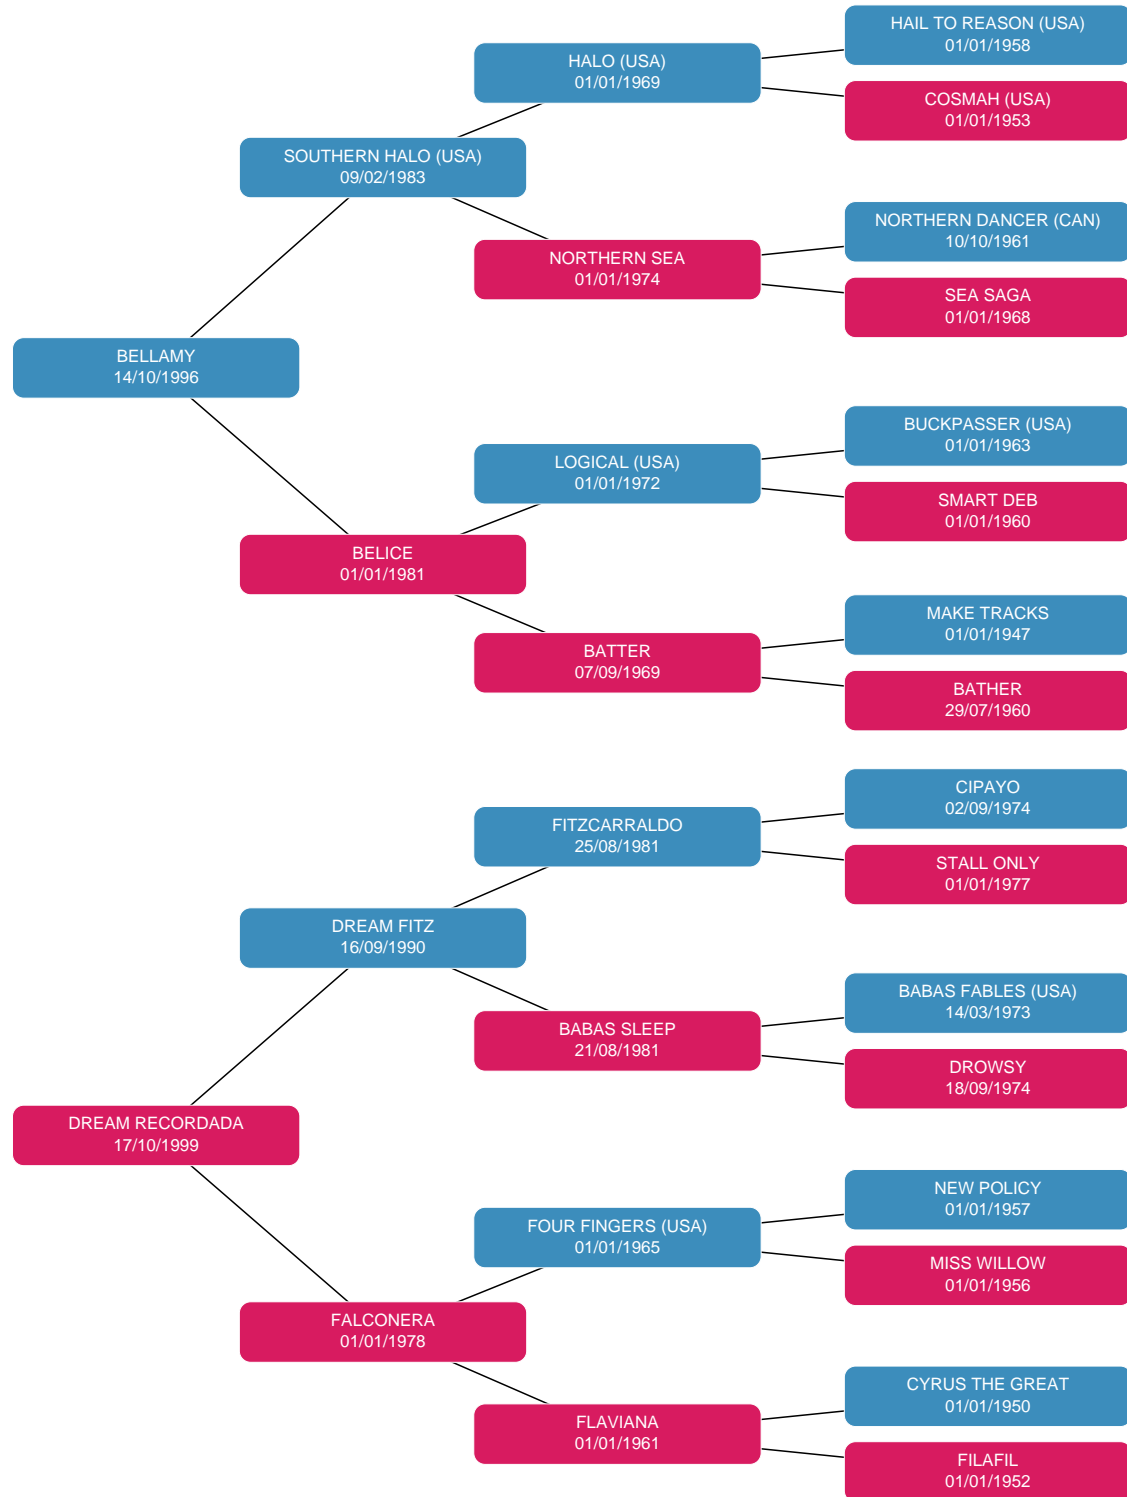 HAIL TO REASON (USA)
01/01/1958
HALO (USA)
01/01/1969
COSMAH (USA)
01/01/1953
SOUTHERN HALO (USA)
09/02/1983
NORTHERN DANCER (CAN)
10/10/1961
NORTHERN SEA
01/01/1974
SEA SAGA
01/01/1968
BELLAMY
14/10/1996
BUCKPASSER (USA)
01/01/1963
LOGICAL (USA)
01/01/1972
SMART DEB
01/01/1960
BELICE
01/01/1981
MAKE TRACKS
01/01/1947
BATTER
07/09/1969
BATHER
29/07/1960
CIPAYO
02/09/1974
FITZCARRALDO
25/08/1981
STALL ONLY
01/01/1977
DREAM FITZ
16/09/1990
BABAS FABLES (USA)
14/03/1973
BABAS SLEEP
21/08/1981
DROWSY
18/09/1974
DREAM RECORDADA
17/10/1999
NEW POLICY
01/01/1957
FOUR FINGERS (USA)
01/01/1965
MISS WILLOW
01/01/1956
FALCONERA
01/01/1978
CYRUS THE GREAT
01/01/1950
FLAVIANA
01/01/1961
FILAFIL
01/01/1952